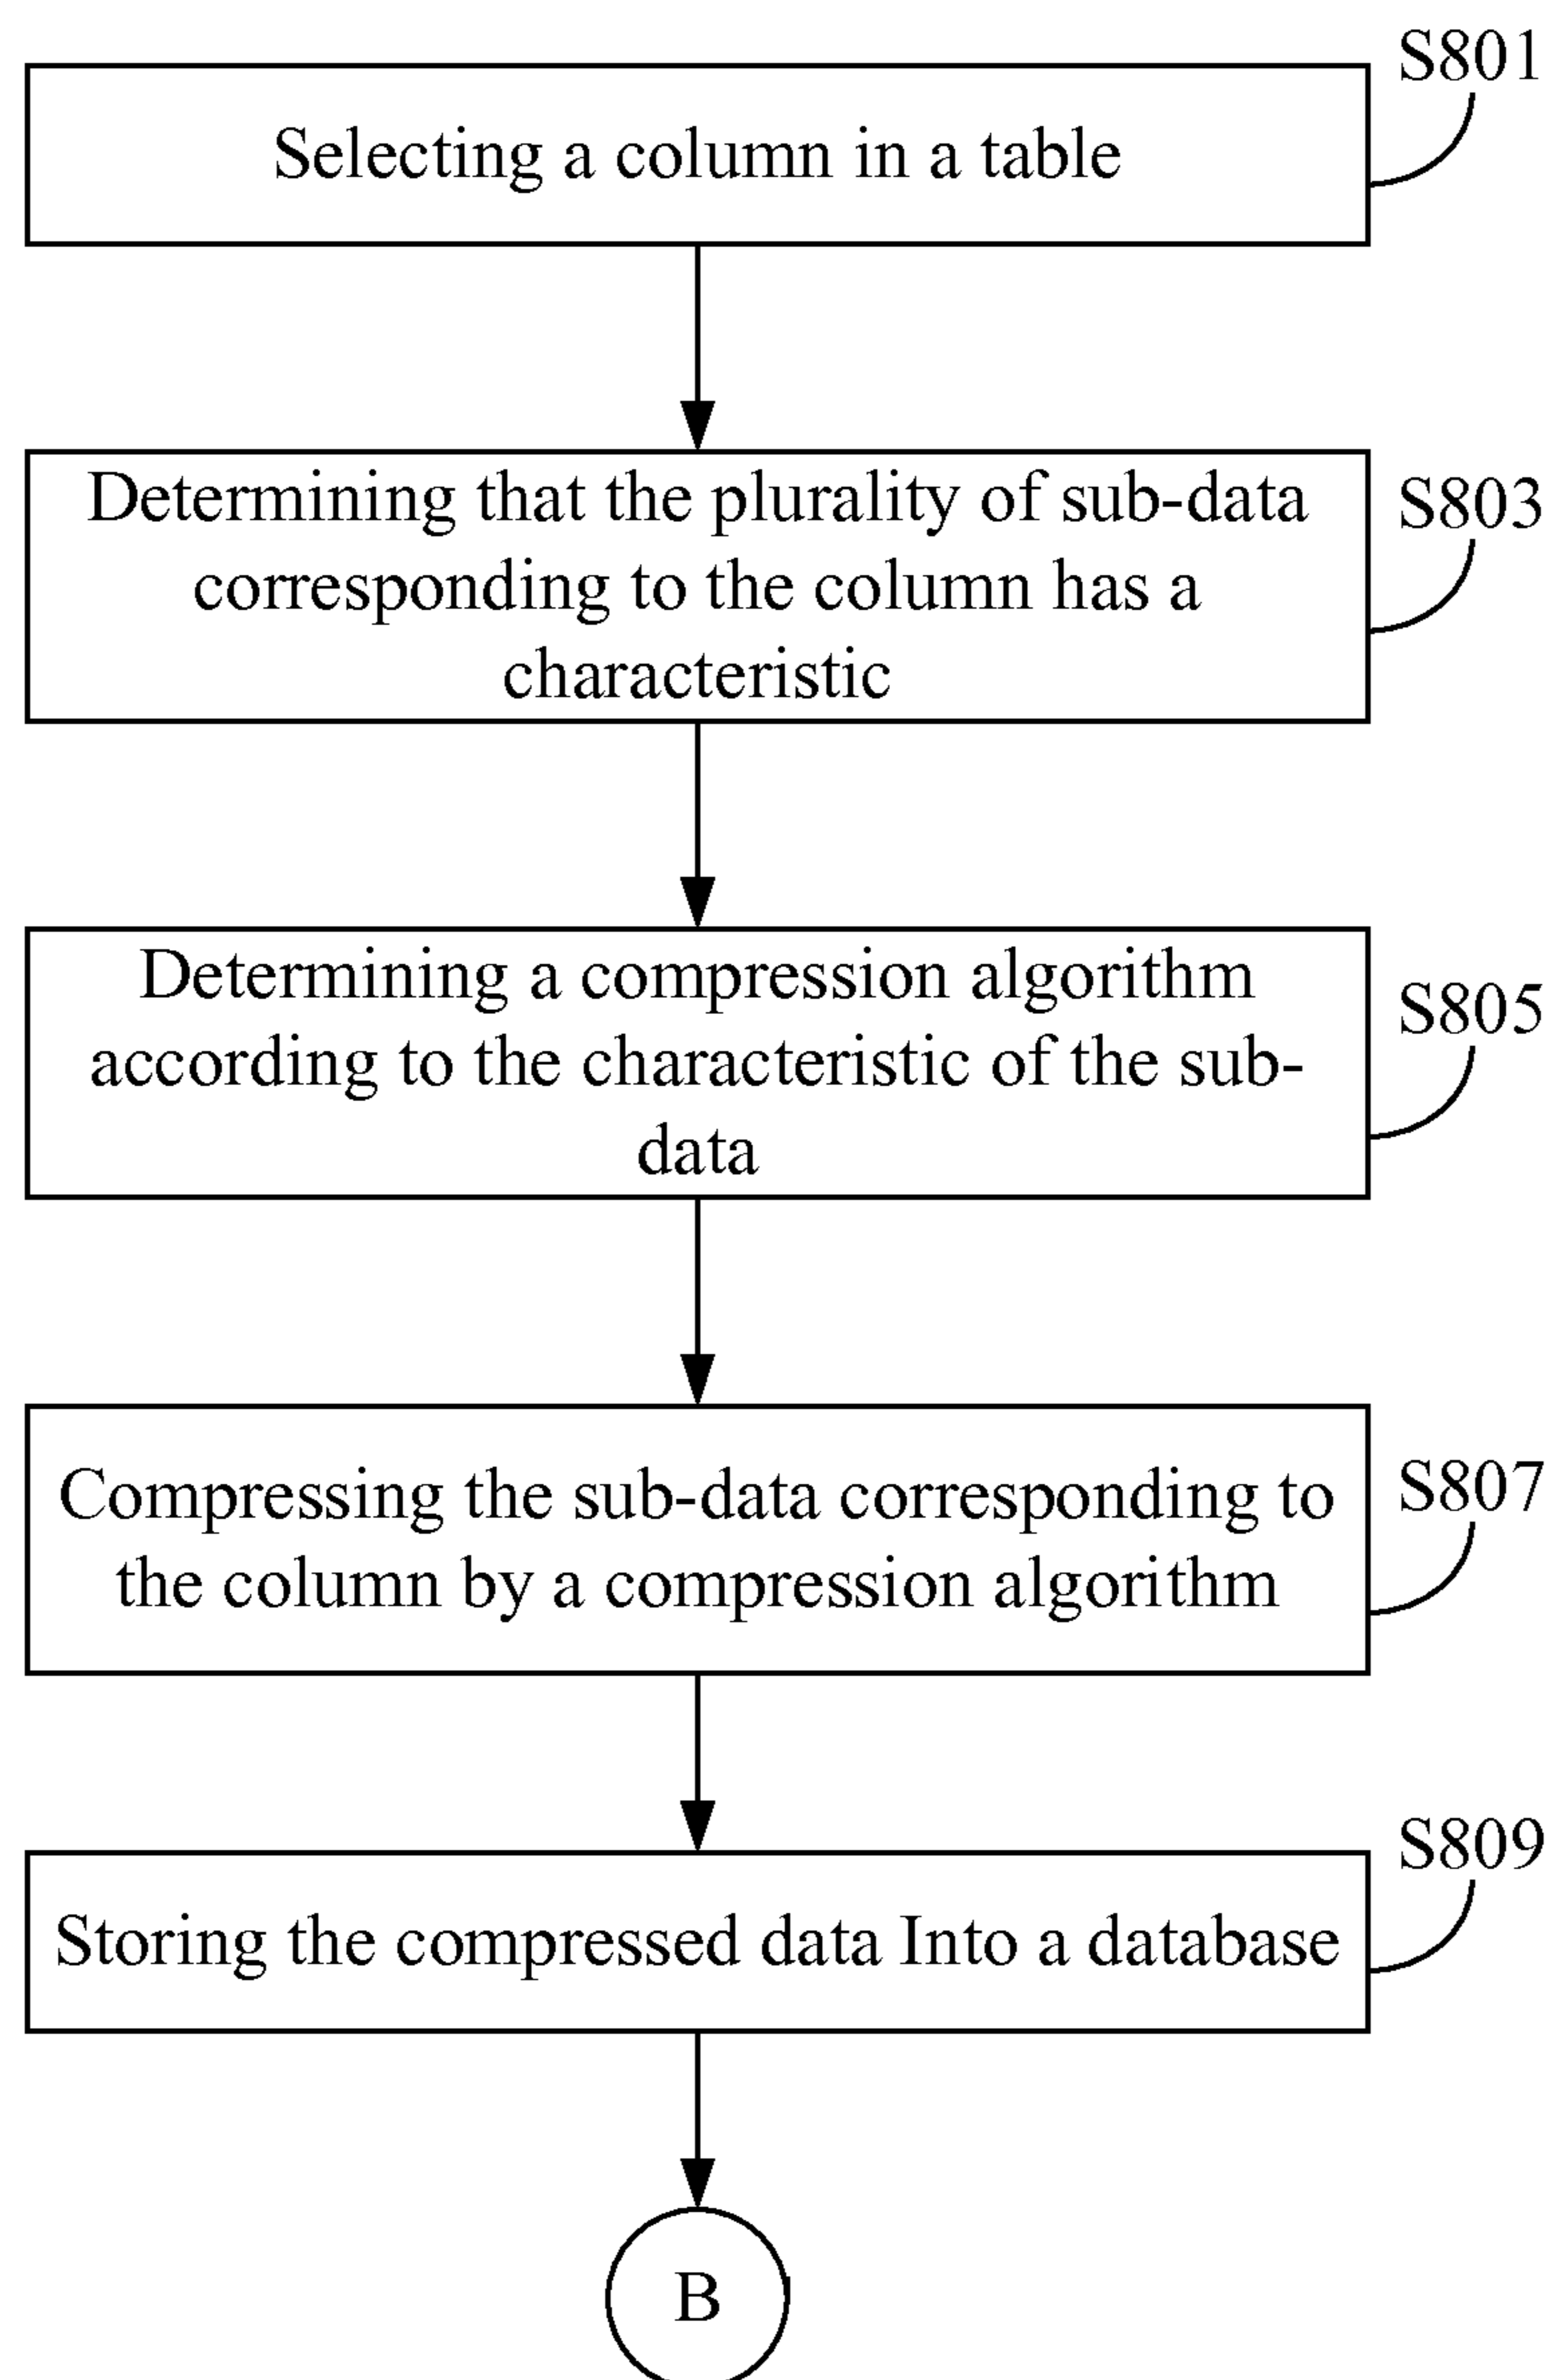 S801
Selecting a column in a table
Determining that the plurality of sub-data
corresponding to the column has a
characteristic
S803
Determining a compression algorithm
according to the characteristic of the sub-
data
S805
Compressing the sub-data corresponding to
the column by a compression algorithm
S807
S809
Storing the compressed data Into a database
B